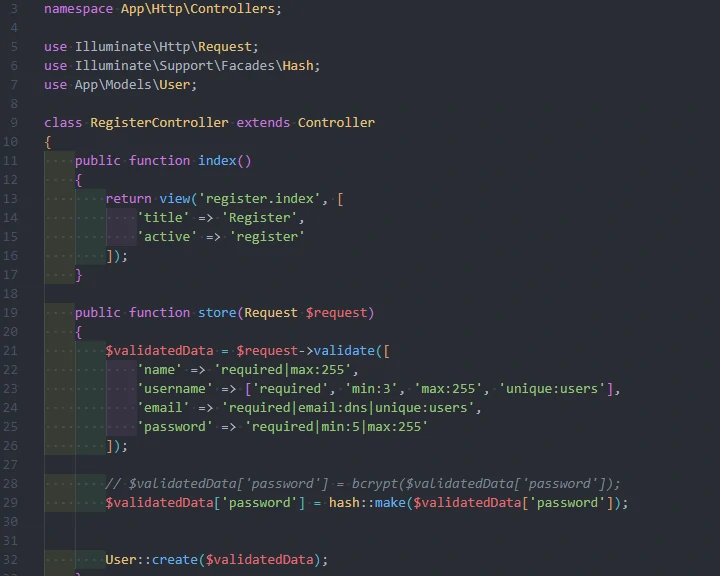 3 namespace App\Http\Controllers;
4
5 use Illuminate\Http\Request;
6 use Illuminate\Support\Facades\Hash;
7 use App\Models\User;
8
9 class RegisterController extends Controller
10 {
11     public function index()
12     {
13         return view('register.index', [
14             'title' => 'Register',
15             'active' => 'register'
16         ]);
17     }
18
19     public function store(Request $request)
20     {
21         $validatedData = $request->validate([
22             'name' => 'required|max:255',
23             'username' => ['required', 'min:3', 'max:255', 'unique:users'],
24             'email' => 'required|email:dns|unique:users',
25             'password' => 'required|min:5|max:255'
26         ]);
27
28         // $validatedData['password'] = bcrypt($validatedData['password']);
29         $validatedData['password'] = hash::make($validatedData['password']);
30
31
32         User::create($validatedData);